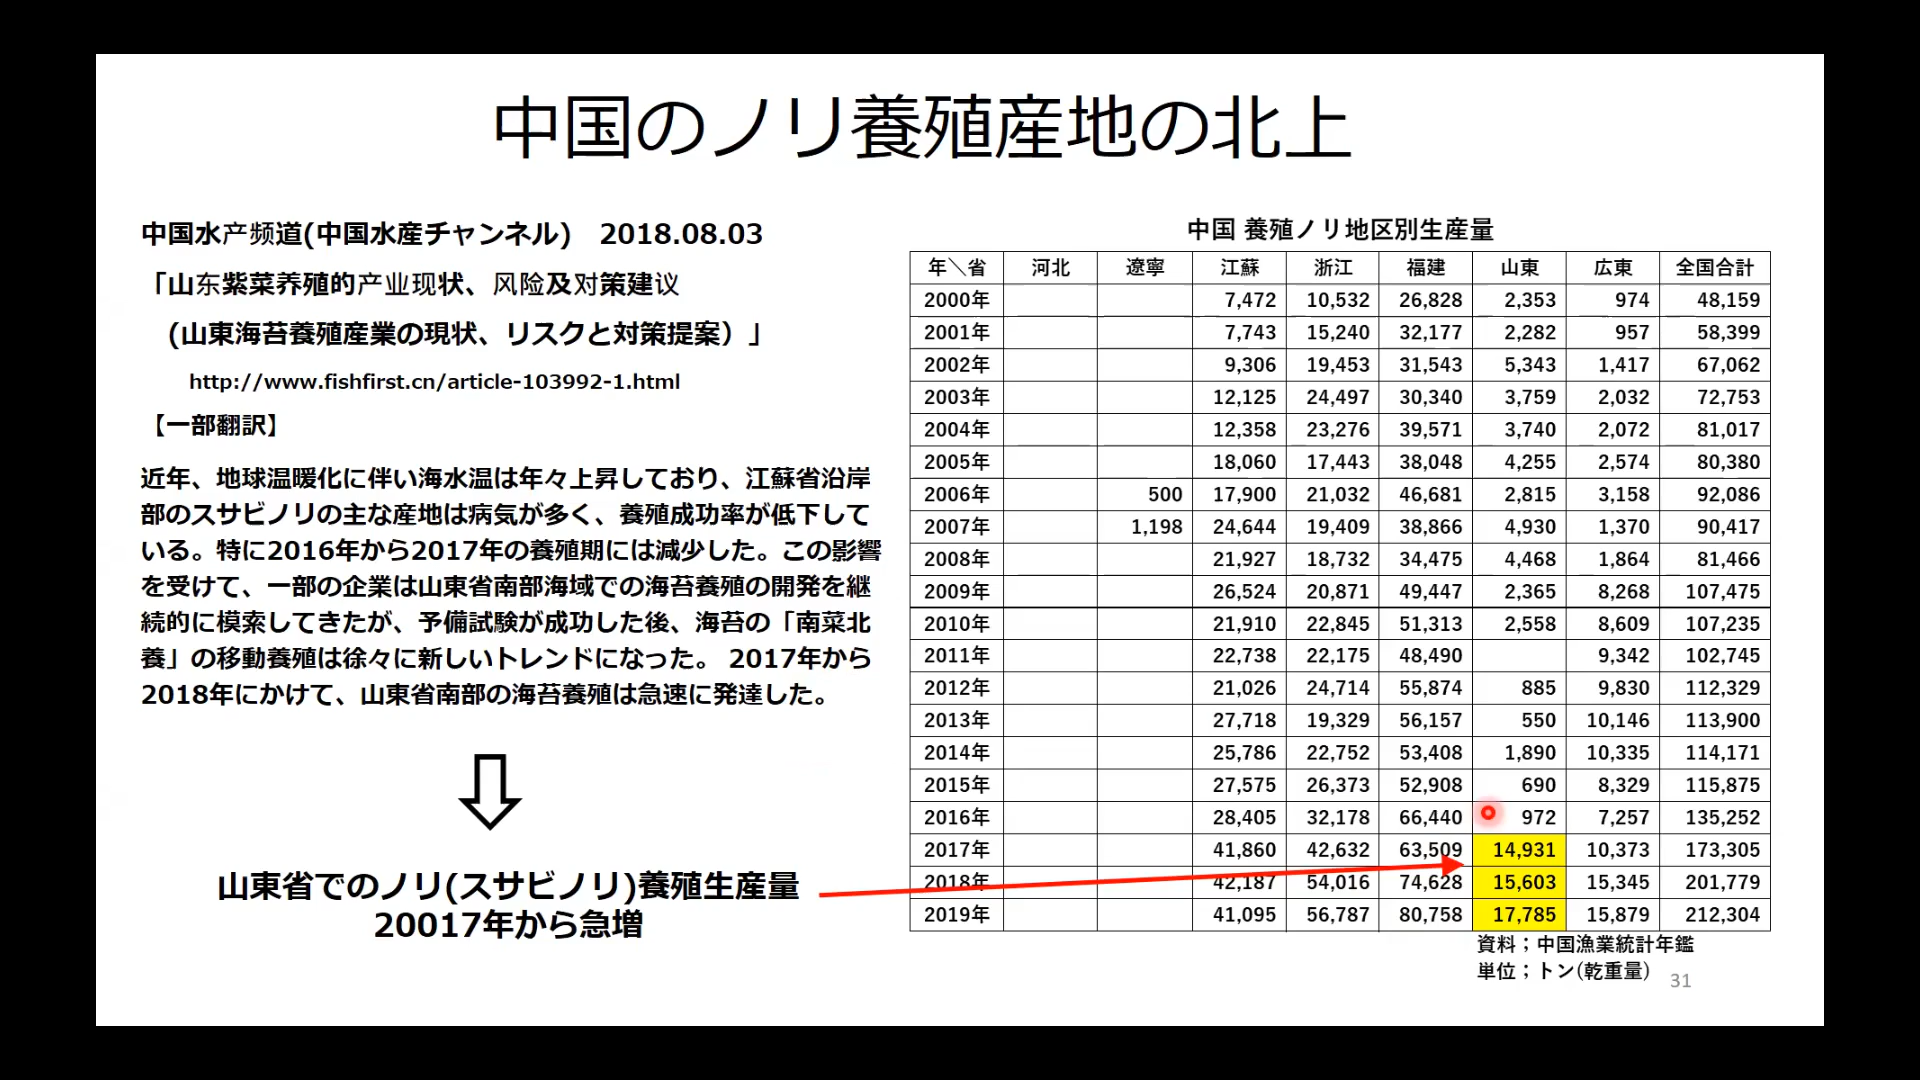 中国のノリ養殖産地の北上
中国水产频道(中国水産チャンネル)　2018.08.03
「山东紫菜养殖的产业现状、风险及对策建议
(山東海苔養殖産業の現状、リスクと対策提案）」
http://www.fishfirst.cn/article-103992-1.html
【一部翻訳】
近年、地球温暖化に伴い海水温は年々上昇しており、江蘇省沿岸
部のスサビノリの主な産地は病気が多く、養殖成功率が低下して
いる。特に2016年から2017年の養殖期には減少した。この影響
を受けて、一部の企業は山東省南部海域での海苔養殖の開発を継
続的に模索してきたが、予備試験が成功した後、海苔の「南菜北
養」の移動養殖は徐々に新しいトレンドになった。 2017年から
2018年にかけて、山東省南部の海苔養殖は急速に発達した。
山東省でのノリ(スサビノリ)養殖生産量
20017年から急増
中国 養殖ノリ地区別生産量
年＼省 河北 遼寧 江蘇 浙江 福建 山東 広東 全国合計
2000年 7,472 10,532 26,828 2,353 974 48,159
2001年 7,743 15,240 32,177 2,282 957 58,399
2002年 9,306 19,453 31,543 5,343 1,417 67,062
2003年 12,125 24,497 30,340 3,759 2,032 72,753
2004年 12,358 23,276 39,571 3,740 2,072 81,017
2005年 18,060 17,443 38,048 4,255 2,574 80,380
2006年 500 17,900 21,032 46,681 2,815 3,158 92,086
2007年 1,198 24,644 19,409 38,866 4,930 1,370 90,417
2008年 21,927 18,732 34,475 4,468 1,864 81,466
2009年 26,524 20,871 49,447 2,365 8,268 107,475
2010年 21,910 22,845 51,313 2,558 8,609 107,235
2011年 22,738 22,175 48,490 9,342 102,745
2012年 21,026 24,714 55,874 885 9,830 112,329
2013年 27,718 19,329 56,157 550 10,146 113,900
2014年 25,786 22,752 53,408 1,890 10,335 114,171
2015年 27,575 26,373 52,908 690 8,329 115,875
2016年 28,405 32,178 66,440 972 7,257 135,252
2017年 41,860 42,632 63,509 14,931 10,373 173,305
2018年 42,187 54,016 74,628 15,603 15,345 201,779
2019年 41,095 56,787 80,758 17,785 15,879 212,304
資料；中国漁業統計年鑑
単位；トン(乾重量)
31